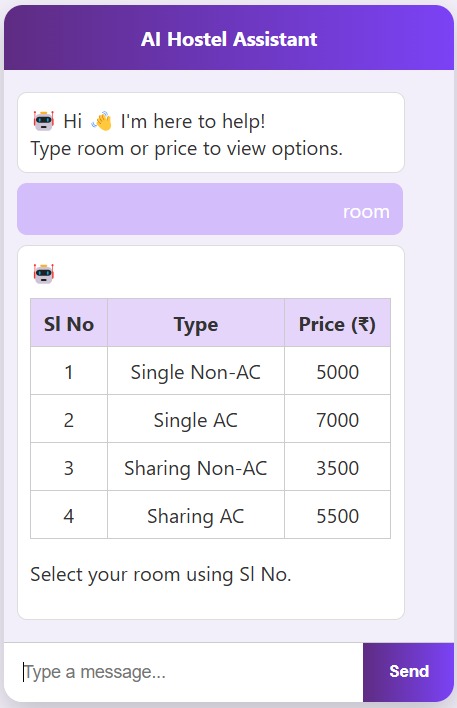 AI Hostel Assistant
🤖 Hi 👋 I'm here to help!
Type room or price to view options.
room
🤖
Sl No Type Price (₹)
1 Single Non-AC 5000
2 Single AC 7000
3 Sharing Non-AC 3500
4 Sharing AC 5500
Select your room using Sl No.
Type a message... Send